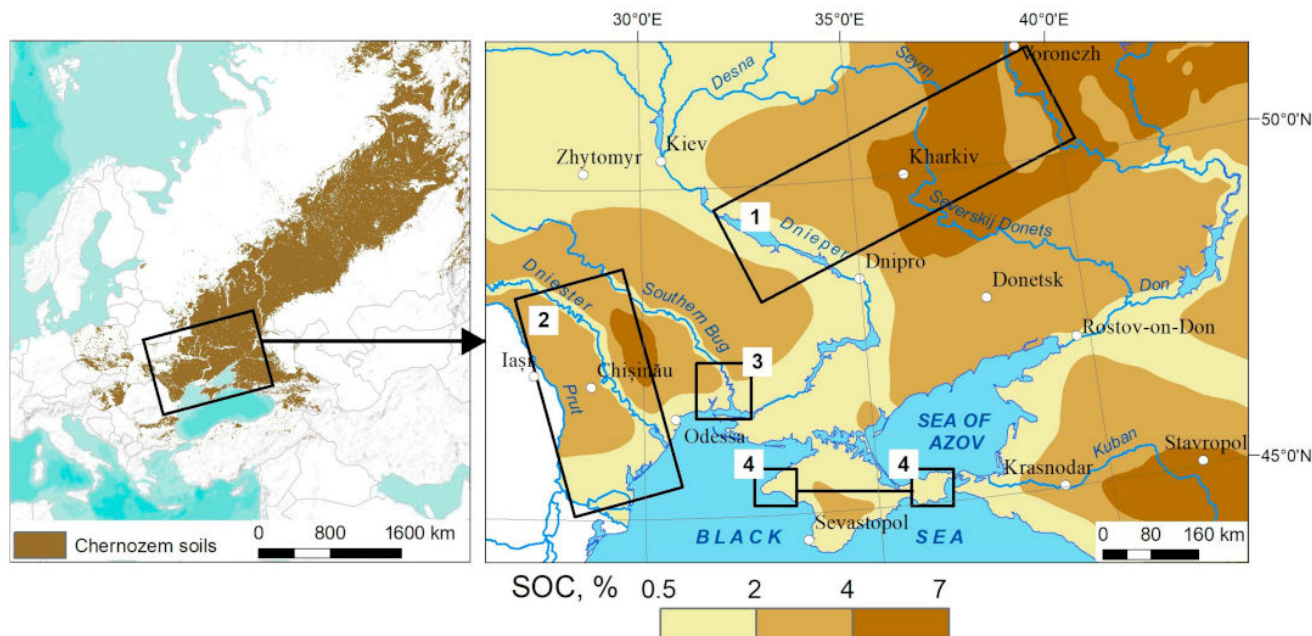 30°0'E 35°0'E 40°0'E
Voronezh
Desna
Seym
50°0'N
Zhytomyr
Kiev
Kharkiv
1
Severskij Donets
Dnieper
Dnipro
Donetsk
Don
Dniester
Southern Bug
2
Rostov-on-Don
Iași
Chișinău
3
Prut
Odessa
SEA OF
AZOV
Kuban
Stavropol
45°0'N
4
4
Krasnodar
Sevastopol
BLACK SEA
0 80 160 km
Chernozem soils
0 800 1600 km
SOC, % 0.5 2 4 7